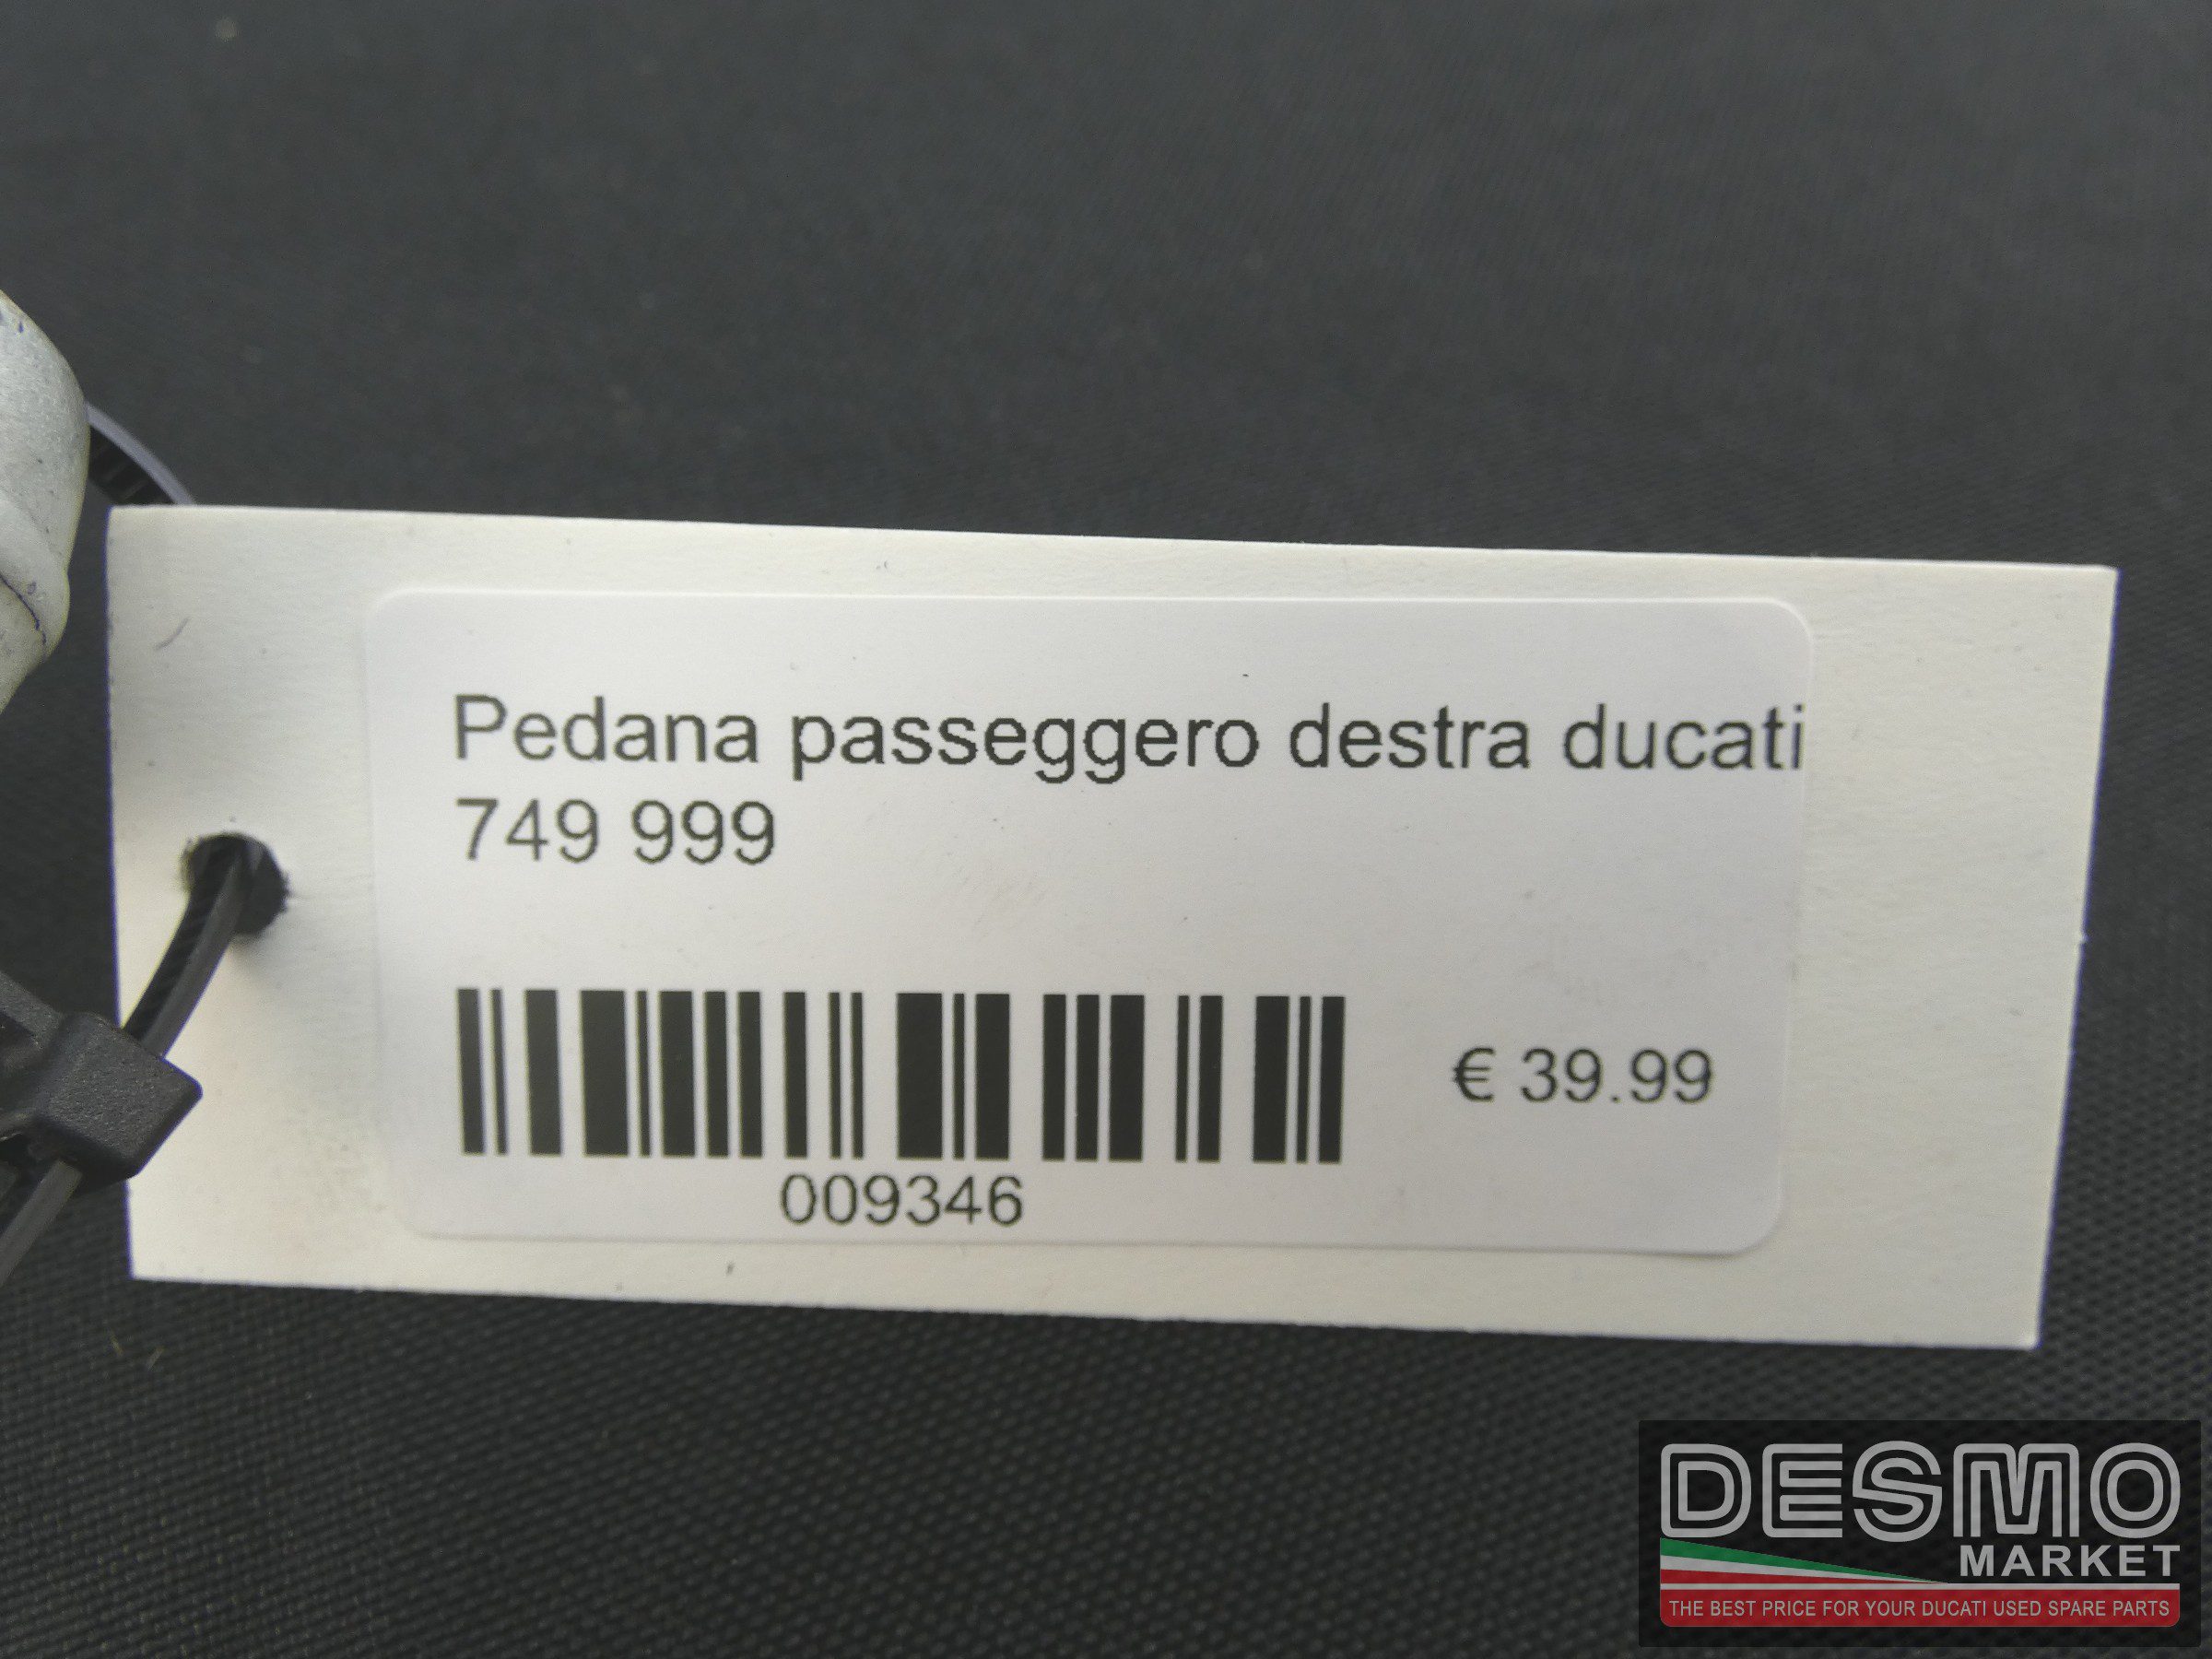 Pedana passeggero destra ducati
749 999
€ 39.99
009346
DESMO
MARKET
THE BEST PRICE FOR YOUR DUCATI USED SPARE PARTS